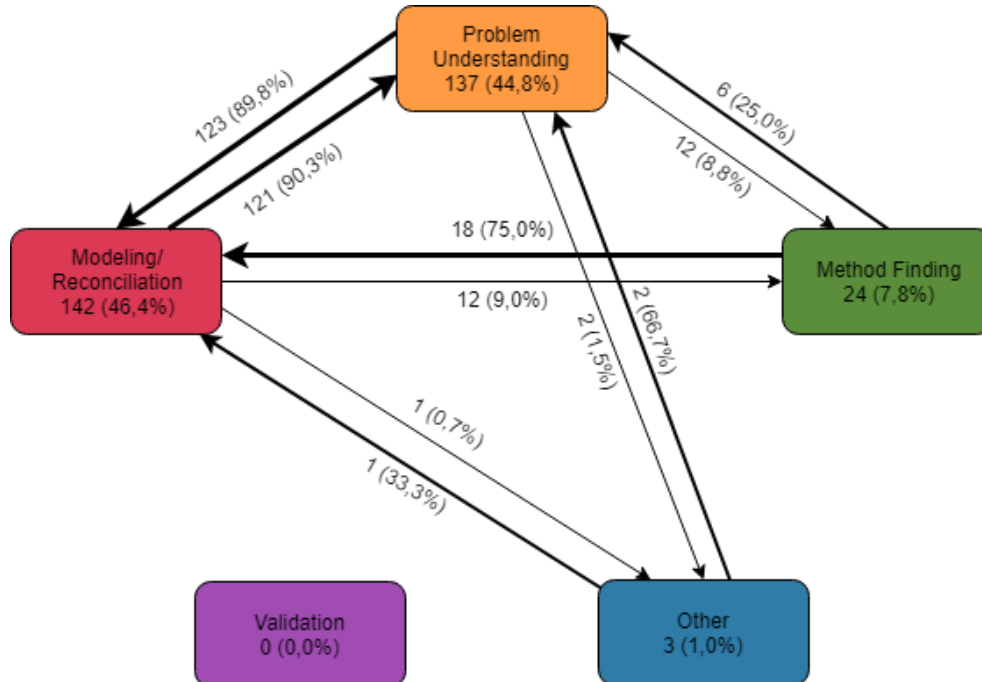 Problem
Understanding
137 (44,8%)
123 (89,8%)
121 (90,3%)
6 (25,0%)
12 (8,8%)
Modeling/
Reconciliation
142 (46,4%)
18 (75,0%)
12 (9,0%)
Method Finding
24 (7,8%)
2 (66,7%)
2 (1,5%)
1 (0,7%)
1 (33,3%)
Validation
0 (0,0%)
Other
3 (1,0%)